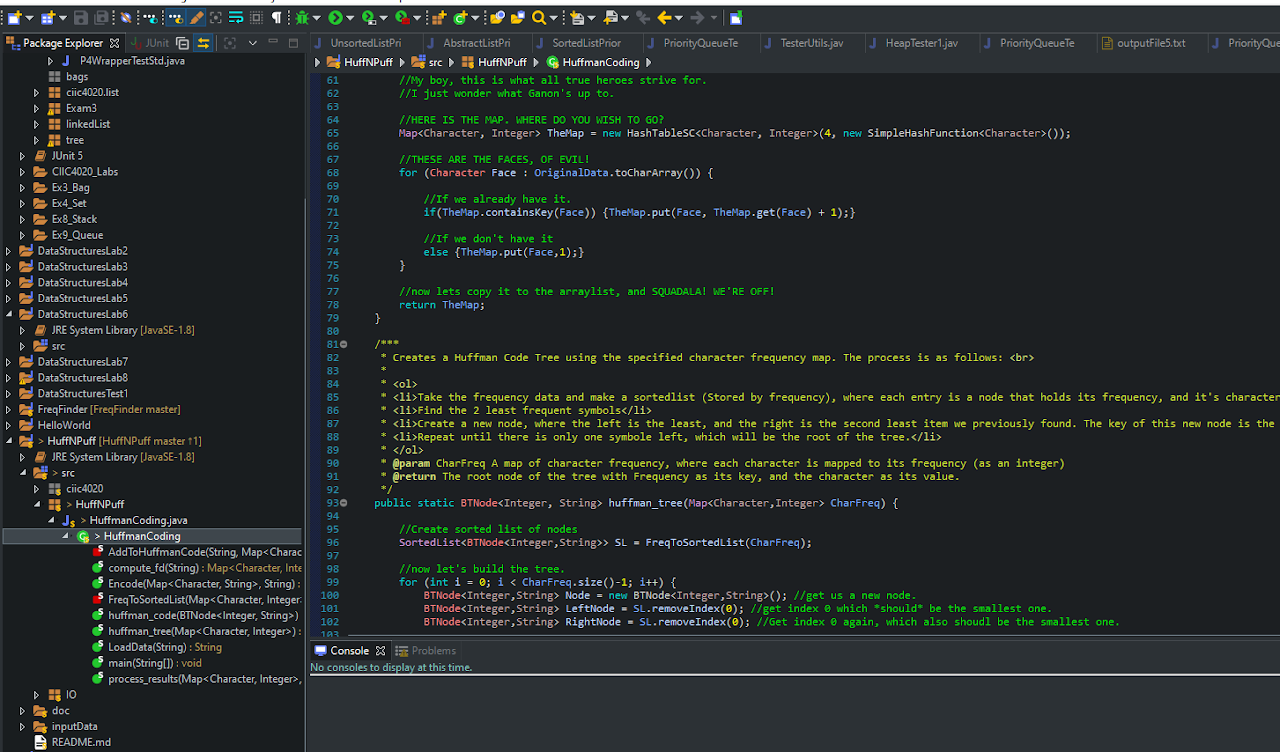 Package Explorer
JUnit
P4WrapperTestStd.java
bags
ciic4020.list
Exam3
linkedList
tree
JUnit 5
CIIC4020_Labs
Ex3_Bag
Ex4_Set
Ex8_Stack
Ex9_Queue
DataStructuresLab2
DataStructuresLab3
DataStructuresLab4
DataStructuresLab5
DataStructuresLab6
JRE System Library [JavaSE-1.8]
src
DataStructuresLab7
DataStructuresLab8
DataStructuresTest1
FreqFinder [FreqFinder master]
HelloWorld
> HuffNPuff [HuffNPuff master ↑1]
JRE System Library [JavaSE-1.8]
> src
ciic4020
> HuffNPuff
> HuffmanCoding.java
> HuffmanCoding
AddToHuffmanCode(String, Map<Charac
compute_fd(String) : Map<Character, Inte
Encode(Map<Character, String>, String) :
FreqToSortedList(Map<Character, Integer
huffman_code(BTNode<Integer, String>)
huffman_tree(Map<Character, Integer>) :
LoadData(String) : String
main(String[]) : void
process_results(Map<Character, Integer>,
IO
doc
inputData
README.md
UnsortedListPri
AbstractListPri
SortedListPrior
PriorityQueueTe
TesterUtils.jav
HeapTester1.jav
PriorityQueueTe
outputFile5.txt
PriorityQue
HuffNPuff
src
HuffNPuff
HuffmanCoding
61 //My boy, this is what all true heroes strive for.
62 //I just wonder what Ganon's up to.
63
64 //HERE IS THE MAP. WHERE DO YOU WISH TO GO?
65 Map<Character, Integer> TheMap = new HashTableSC<Character, Integer>(4, new SimpleHashFunction<Character>());
66
67 //THESE ARE THE FACES, OF EVIL!
68 for (Character Face : OriginalData.toCharArray()) {
69
70 //If we already have it.
71 if(TheMap.containsKey(Face)) {TheMap.put(Face, TheMap.get(Face) + 1);}
72
73 //If we don't have it
74 else {TheMap.put(Face,1);}
75 }
76
77 //now lets copy it to the arraylist, and SQUADALA! WE'RE OFF!
78 return TheMap;
79 }
80
81 /***
82 * Creates a Huffman Code Tree using the specified character frequency map. The process is as follows: <br>
83 *
84 * <ol>
85 * <li>Take the frequency data and make a sortedlist (Stored by frequency), where each entry is a node that holds its frequency, and it's character
86 * <li>Find the 2 least frequent symbols</li>
87 * <li>Create a new node, where the left is the least, and the right is the second least item we previously found. The key of this new node is the
88 * <li>Repeat until there is only one symbole left, which will be the root of the tree.</li>
89 * </ol>
90 * @param CharFreq A map of character frequency, where each character is mapped to its frequency (as an integer)
91 * @return The root node of the tree with Frequency as its key, and the character as its value.
92 */
93 public static BTNode<Integer, String> huffman_tree(Map<Character,Integer> CharFreq) {
94
95 //Create sorted list of nodes
96 SortedList<BTNode<Integer,String>> SL = FreqToSortedList(CharFreq);
97
98 //now let's build the tree.
99 for (int i = 0; i < CharFreq.size()-1; i++) {
100 BTNode<Integer,String> Node = new BTNode<Integer,String>(); //get us a new node.
101 BTNode<Integer,String> LeftNode = SL.removeIndex(0); //get index 0 which *should* be the smallest one.
102 BTNode<Integer,String> RightNode = SL.removeIndex(0); //Get index 0 again, which also shoudl be the smallest one.
103
Console
Problems
No consoles to display at this time.